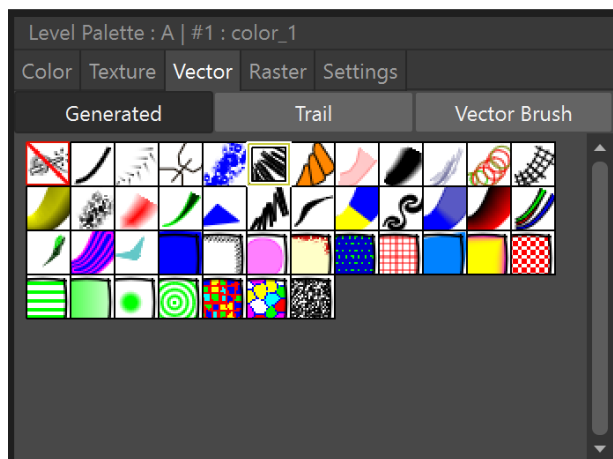 Level Palette : A | #1 : color_1
Color Texture Vector Raster Settings
Generated Trail Vector Brush